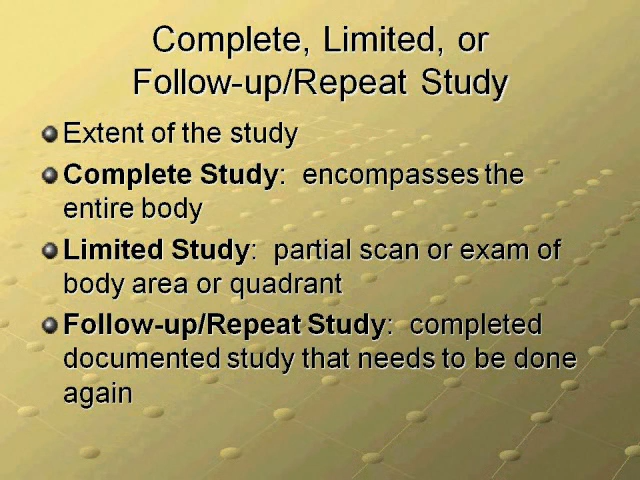 Complete, Limited, or
Follow-up/Repeat Study
Extent of the study
Complete Study:  encompasses the
entire body
Limited Study:  partial scan or exam of
body area or quadrant
Follow-up/Repeat Study:  completed
documented study that needs to be done
again